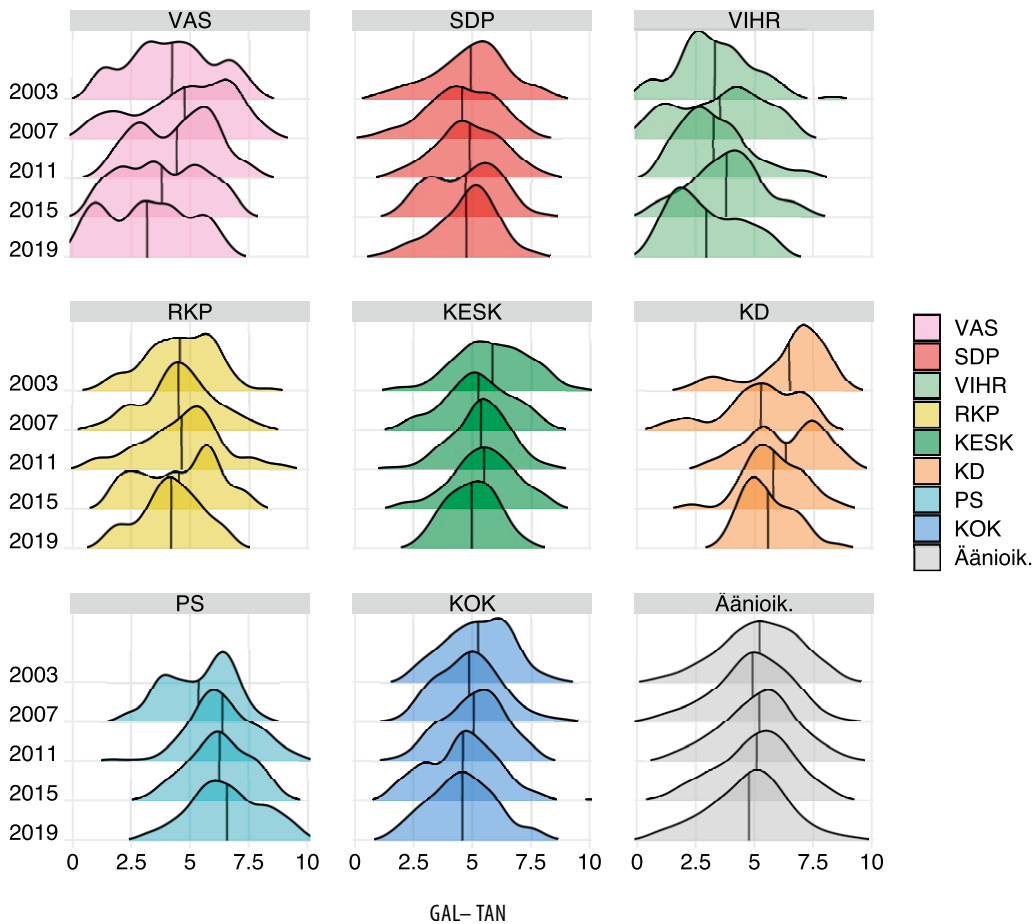 VAS SDP VIHR
2003
2007
2011
2015
2019
RKP KESK KD
2003
2007
2011
2015
2019
VAS
SDP
VIHR
RKP
KESK
KD
PS
KOK
Äänioik.
PS KOK Äänioik.
2003
2007
2011
2015
2019
0 2.5 5 7.5 10 0 2.5 5 7.5 10 0 2.5 5 7.5 10
GAL– TAN